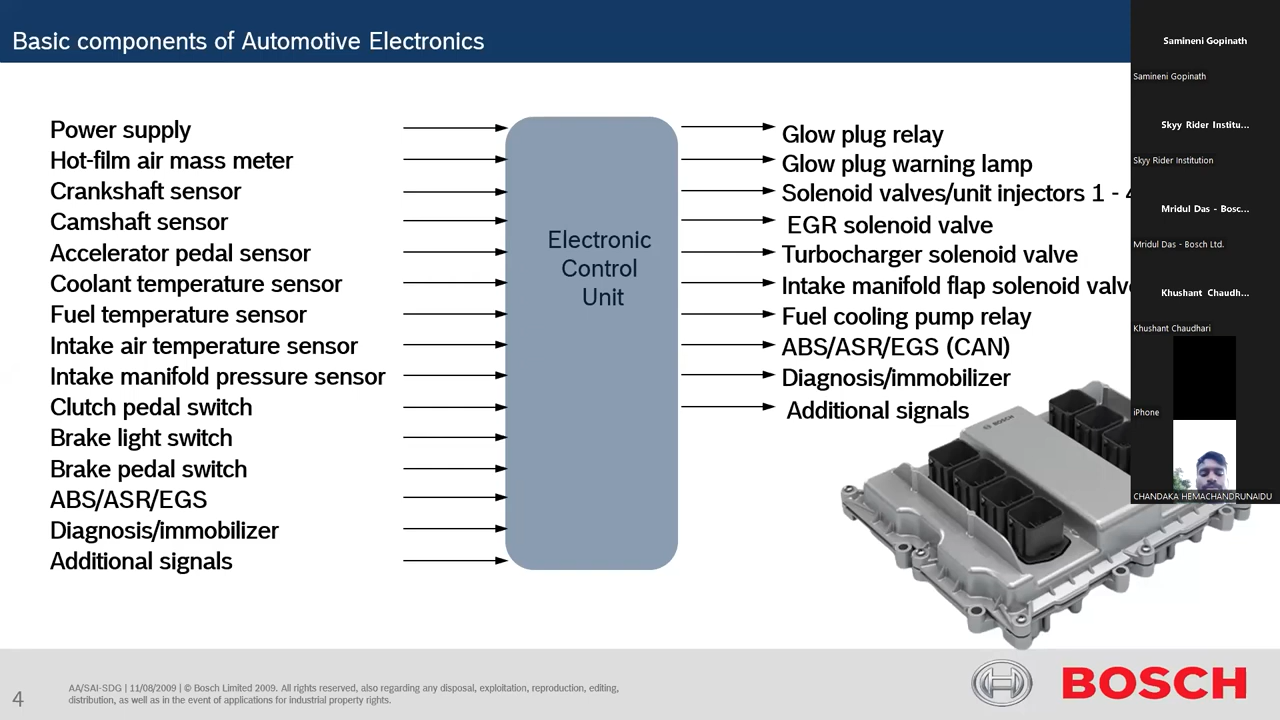 Basic components of Automotive Electronics
Power supply
Hot-film air mass meter
Crankshaft sensor
Camshaft sensor
Accelerator pedal sensor
Coolant temperature sensor
Fuel temperature sensor
Intake air temperature sensor
Intake manifold pressure sensor
Clutch pedal switch
Brake light switch
Brake pedal switch
ABS/ASR/EGS
Diagnosis/immobilizer
Additional signals
Electronic
Control
Unit
Glow plug relay
Glow plug warning lamp
Solenoid valves/unit injectors 1 -
EGR solenoid valve
Turbocharger solenoid valve
Intake manifold flap solenoid
Fuel cooling pump relay
ABS/ASR/EGS (CAN)
Diagnosis/immobilizer
Additional signals
BOSCH
Samineni Gopinath
Samineni Gopinath
Skyy Rider Institu...
Skyy Rider Institution
Mridul Das - Bosc...
Mridul Das - Bosch Ltd.
Khushant Chaudh...
Khushant Chaudhari
iPhone
CHANDAKA HEMACHANDRUNAIDU
4
AA/SAI-SDG | 11/08/2009 | © Bosch Limited 2009. All rights reserved, also regarding any disposal, exploitation, reproduction, editing,
distribution, as well as in the event of applications for industrial property rights.
BOSCH